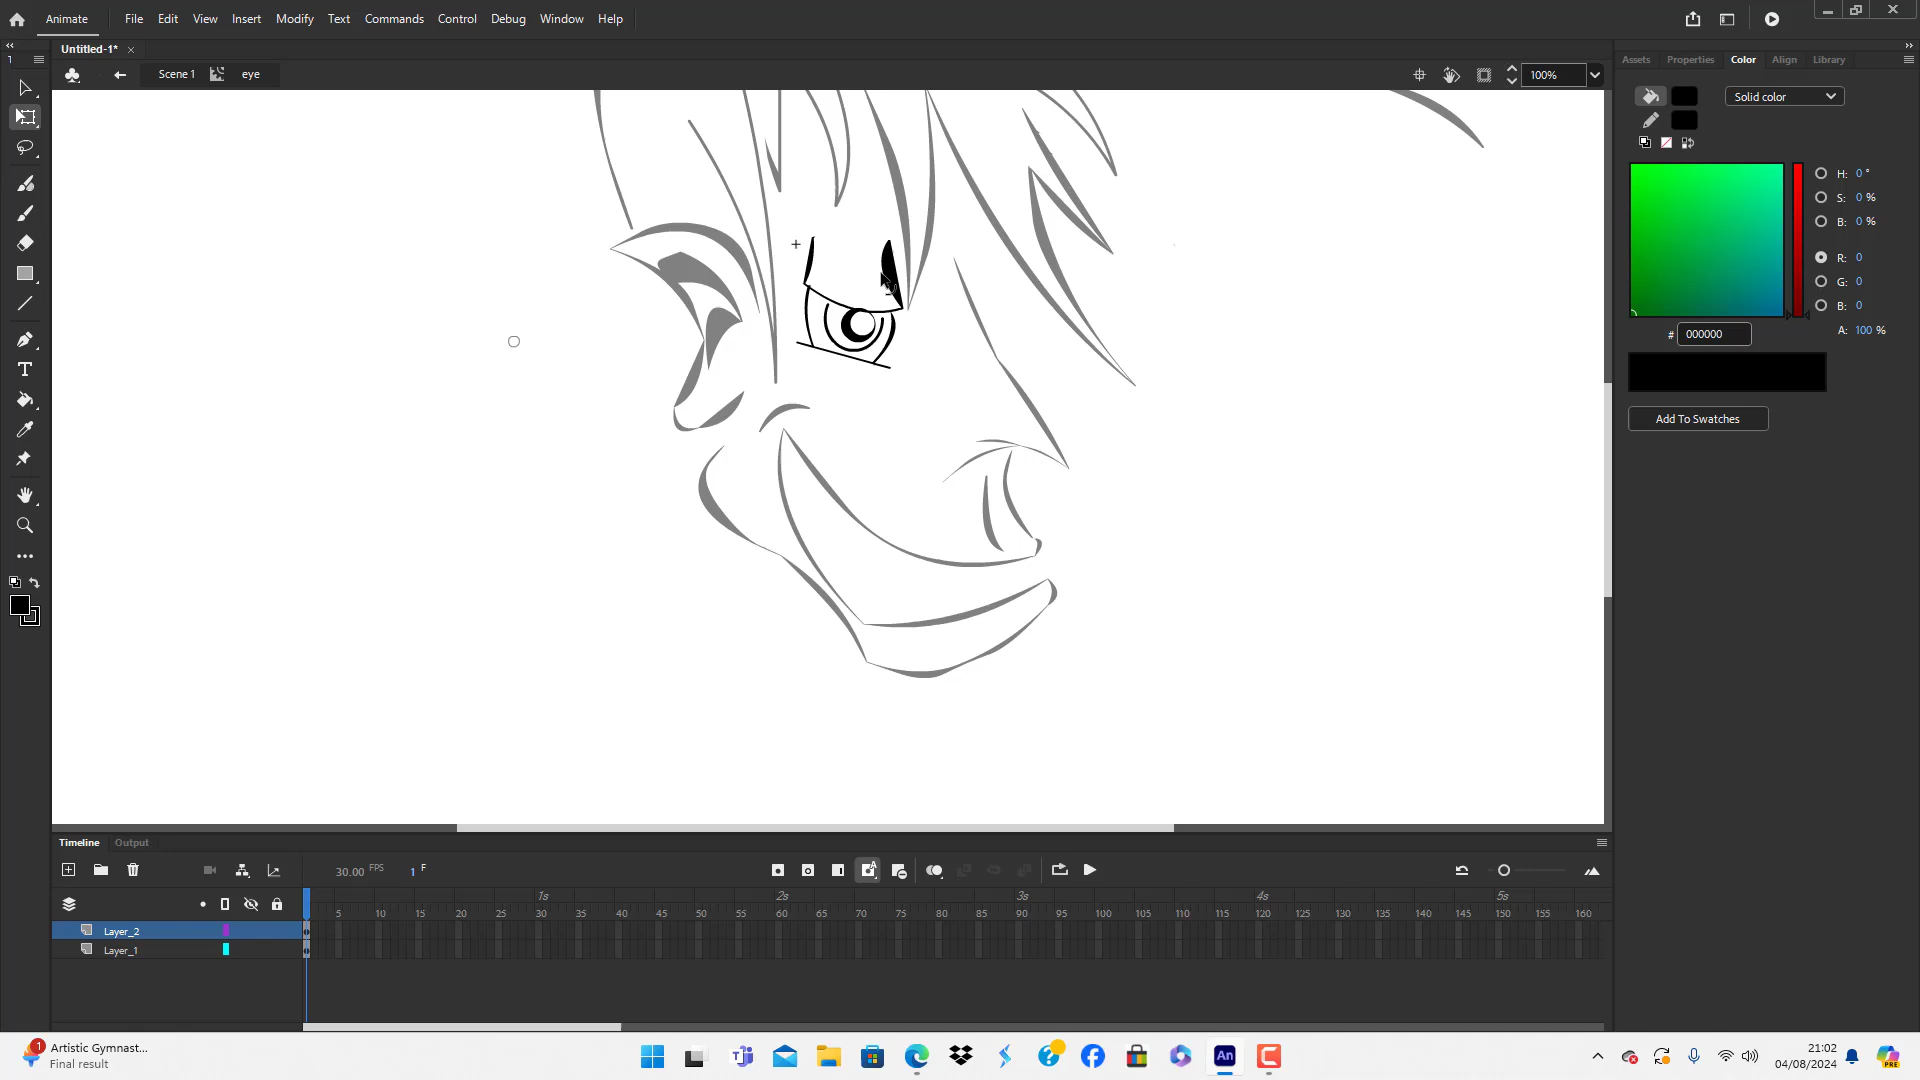 Animate File Edit View Insert Modify Text Commands Control Debug Window Help
1 Untitled-1* Assets Properties Color Align Library
Scene 1 eye 100%
Solid color
H: 0 °
S: 0 %
B: 0 %
R: 0
G: 0
B: 0
A: 100 %
# 000000
Add To Swatches
Timeline Output
30.00 FPS 1 F
1s 2s 3s 4s 5s
5 10 15 20 25 30 35 40 45 50 55 60 65 70 75 80 85 90 95 100 105 110 115 120 125 130 135 140 145 150 155 160
Layer_2
Layer_1
1 Artistic Gymnast...
Final result
An
PRE
21:02
04/08/2024